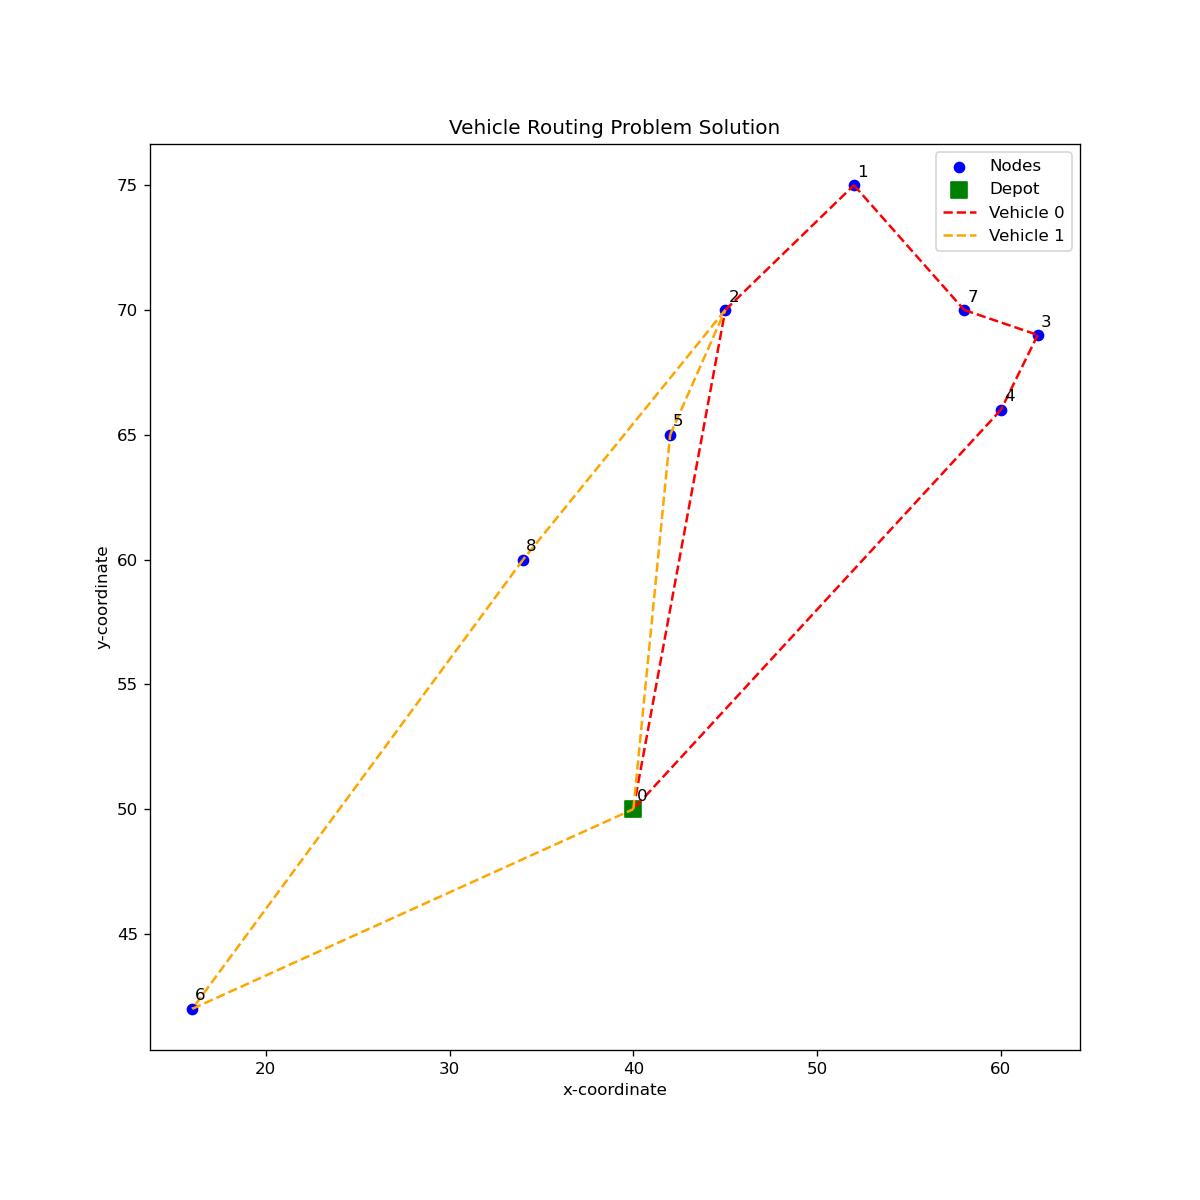 Vehicle Routing Problem Solution
Nodes
Depot
Vehicle 0
Vehicle 1
1
2
7
3
4
5
8
0
6
75
70
65
60
55
50
45
y-coordinate
20 30 40 50 60
x-coordinate